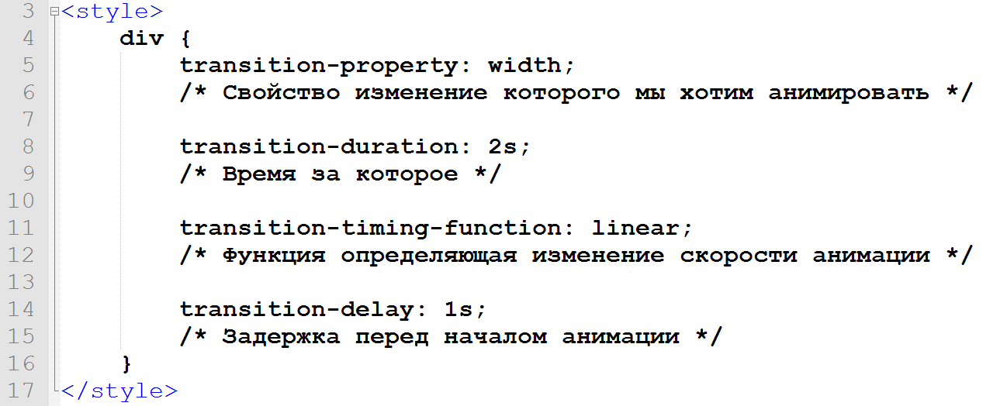 3 <style>
4 div {
5 transition-property: width;
6 /* Свойство изменение которого мы хотим анимировать */
7
8 transition-duration: 2s;
9 /* Время за которое */
10
11 transition-timing-function: linear;
12 /* Функция определяющая изменение скорости анимации */
13
14 transition-delay: 1s;
15 /* Задержка перед началом анимации */
16 }
17 </style>